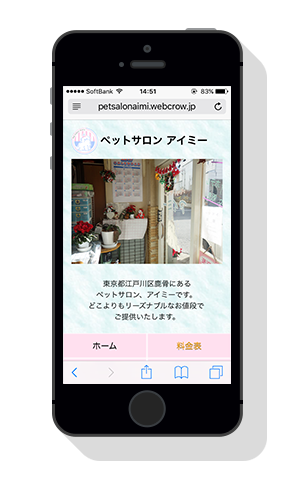 SoftBank 14:51 83%
petsalonaimi.webcrow.jp
ペットサロン アイミー
東京都江戸川区鹿骨にある
ペットサロン、アイミーです。
どこよりもリーズナブルなお値段で
ご提供いたします。
ホーム 料金表